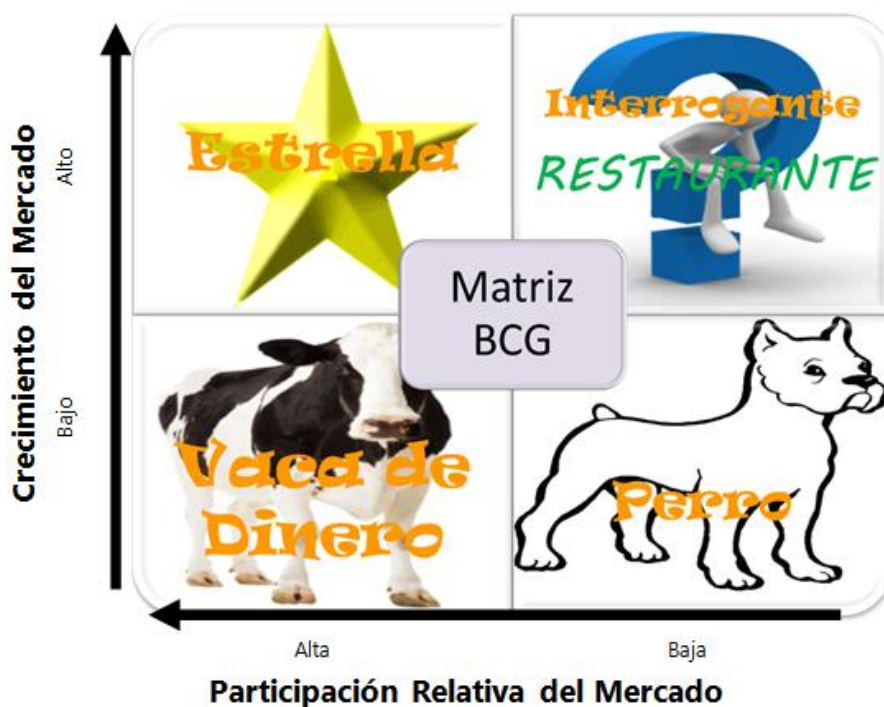 Crecimiento del Mercado
Alto
Bajo
Estrella
Interrogante
RESTAURANTE
Matriz
BCG
Vaca de
Dinero
Perro
Alta
Baja
Participación Relativa del Mercado